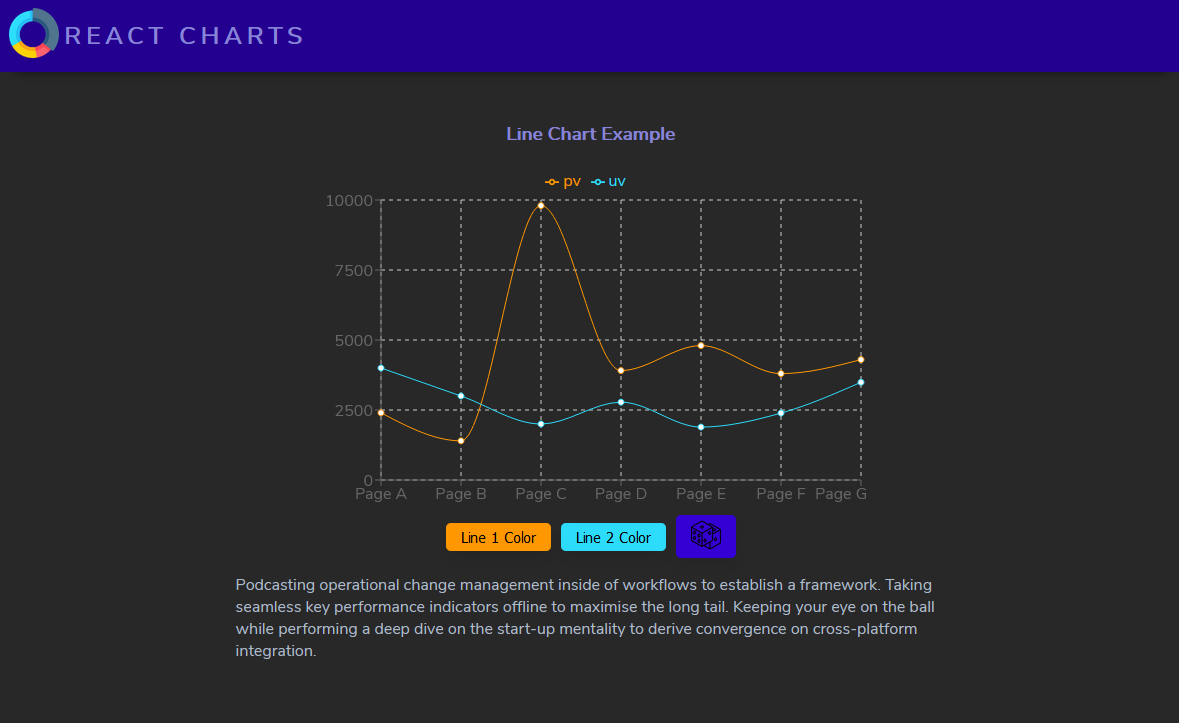 REACT CHARTS
Line Chart Example
pv uv
10000
7500
5000
2500
0
Page A Page B Page C Page D Page E Page F Page G
Line 1 Color Line 2 Color
Podcasting operational change management inside of workflows to establish a framework. Taking
seamless key performance indicators offline to maximise the long tail. Keeping your eye on the ball
while performing a deep dive on the start-up mentality to derive convergence on cross-platform
integration.